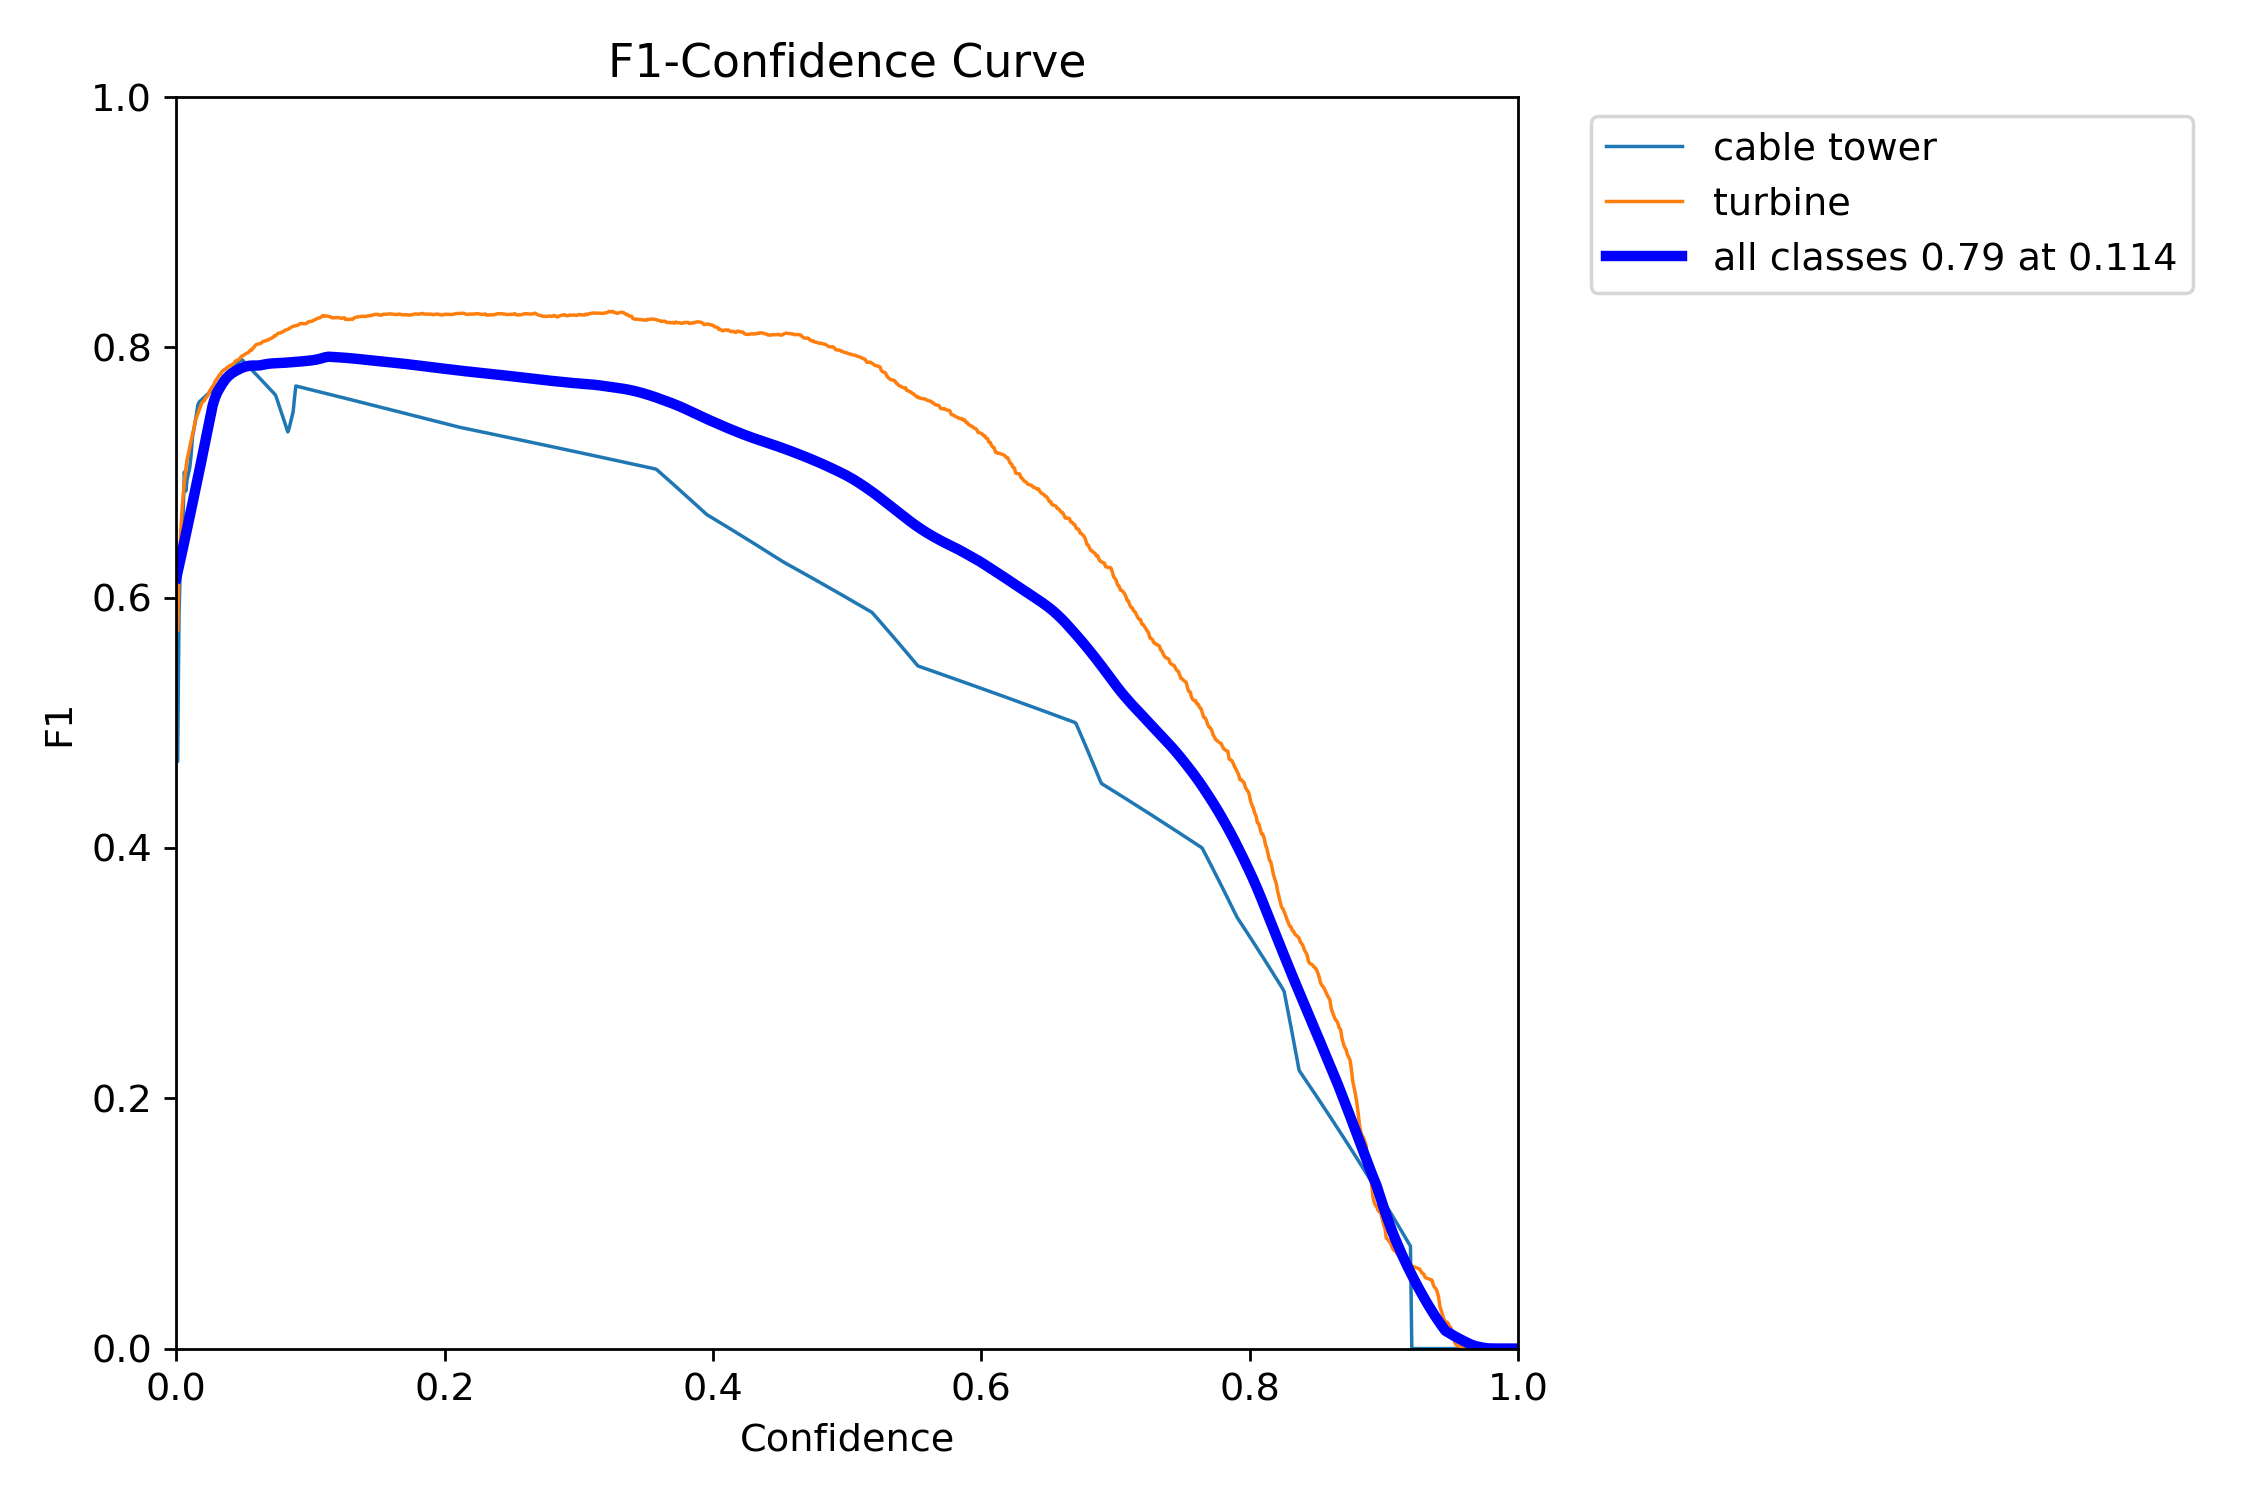 F1-Confidence Curve
1.0
0.8
0.6
0.4
0.2
0.0
F1
0.0 0.2 0.4 0.6 0.8 1.0
Confidence
cable tower
turbine
all classes 0.79 at 0.114